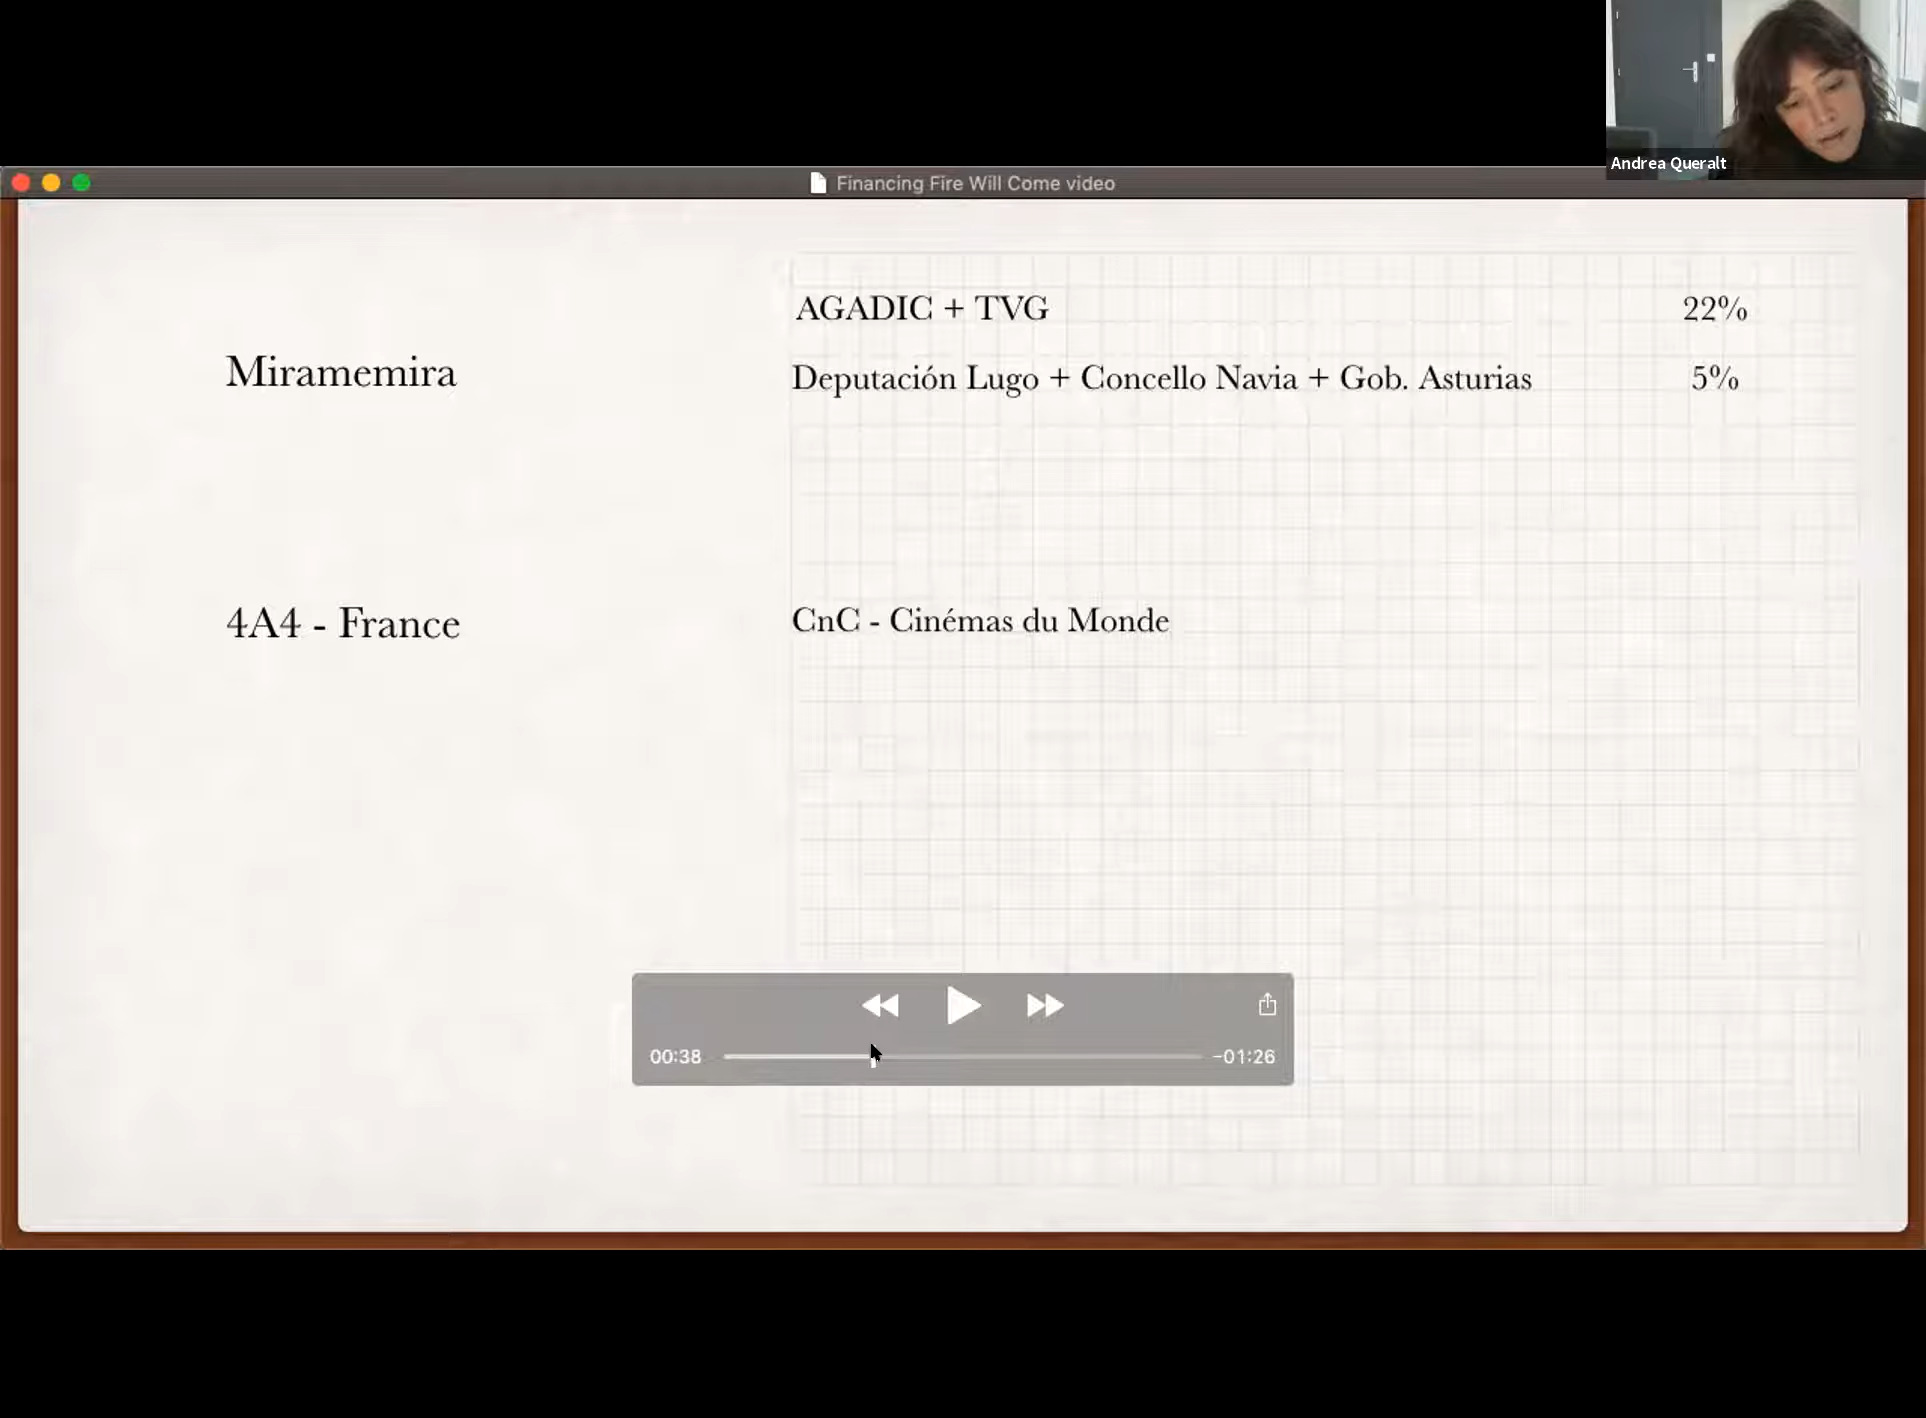 Andrea Queralt
Financing Fire Will Come video
AGADIC + TVG 22%
Miramemira
Deputación Lugo + Concello Navia + Gob. Asturias 5%
4A4 - France CnC - Cinémas du Monde
00:38 -01:26